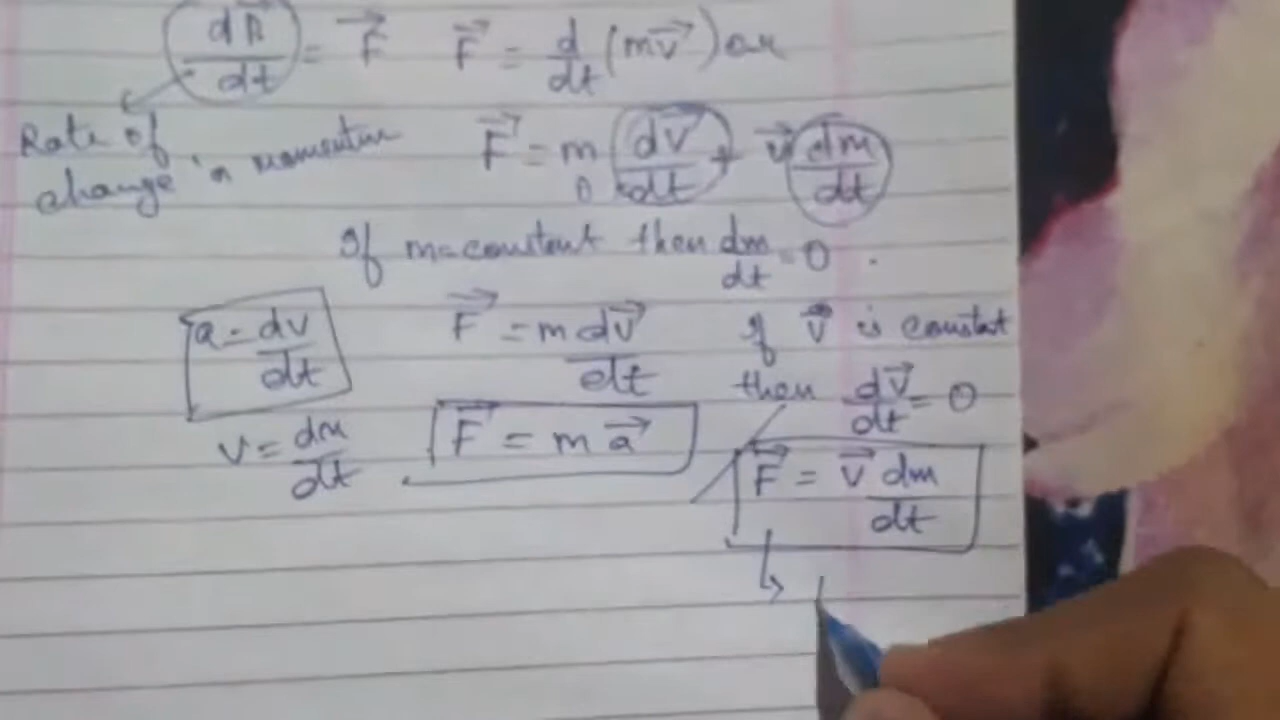 dP/dt = F F = d/dt (mv) or
Rate of change in momentum
F = m dv/dt + v dm/dt
If m=constant then dm/dt = 0.
a = dv/dt
F = m dv/dt
If v is constant
then dv/dt = 0
v = dm/dt
F = ma
F = v dm/dt